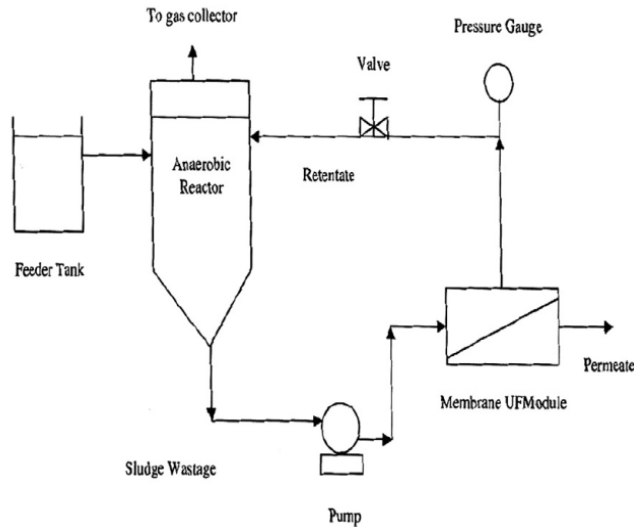 To gas collector
Pressure Gauge
Valve
Anaerobic
Reactor
Retentate
Feeder Tank
Permeate
Membrane UFModule
Sludge Wastage
Pump